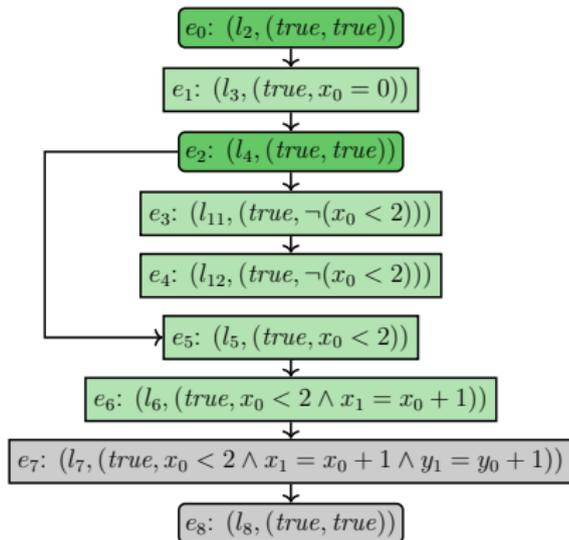 e₀: (l₂, (true, true))
e₁: (l₃, (true, x₀ = 0))
e₂: (l₄, (true, true))
e₃: (l₁₁, (true, ¬(x₀ < 2)))
e₄: (l₁₂, (true, ¬(x₀ < 2)))
e₅: (l₅, (true, x₀ < 2))
e₆: (l₆, (true, x₀ < 2 ∧ x₁ = x₀ + 1))
e₇: (l₇, (true, x₀ < 2 ∧ x₁ = x₀ + 1 ∧ y₁ = y₀ + 1))
e₈: (l₈, (true, true))